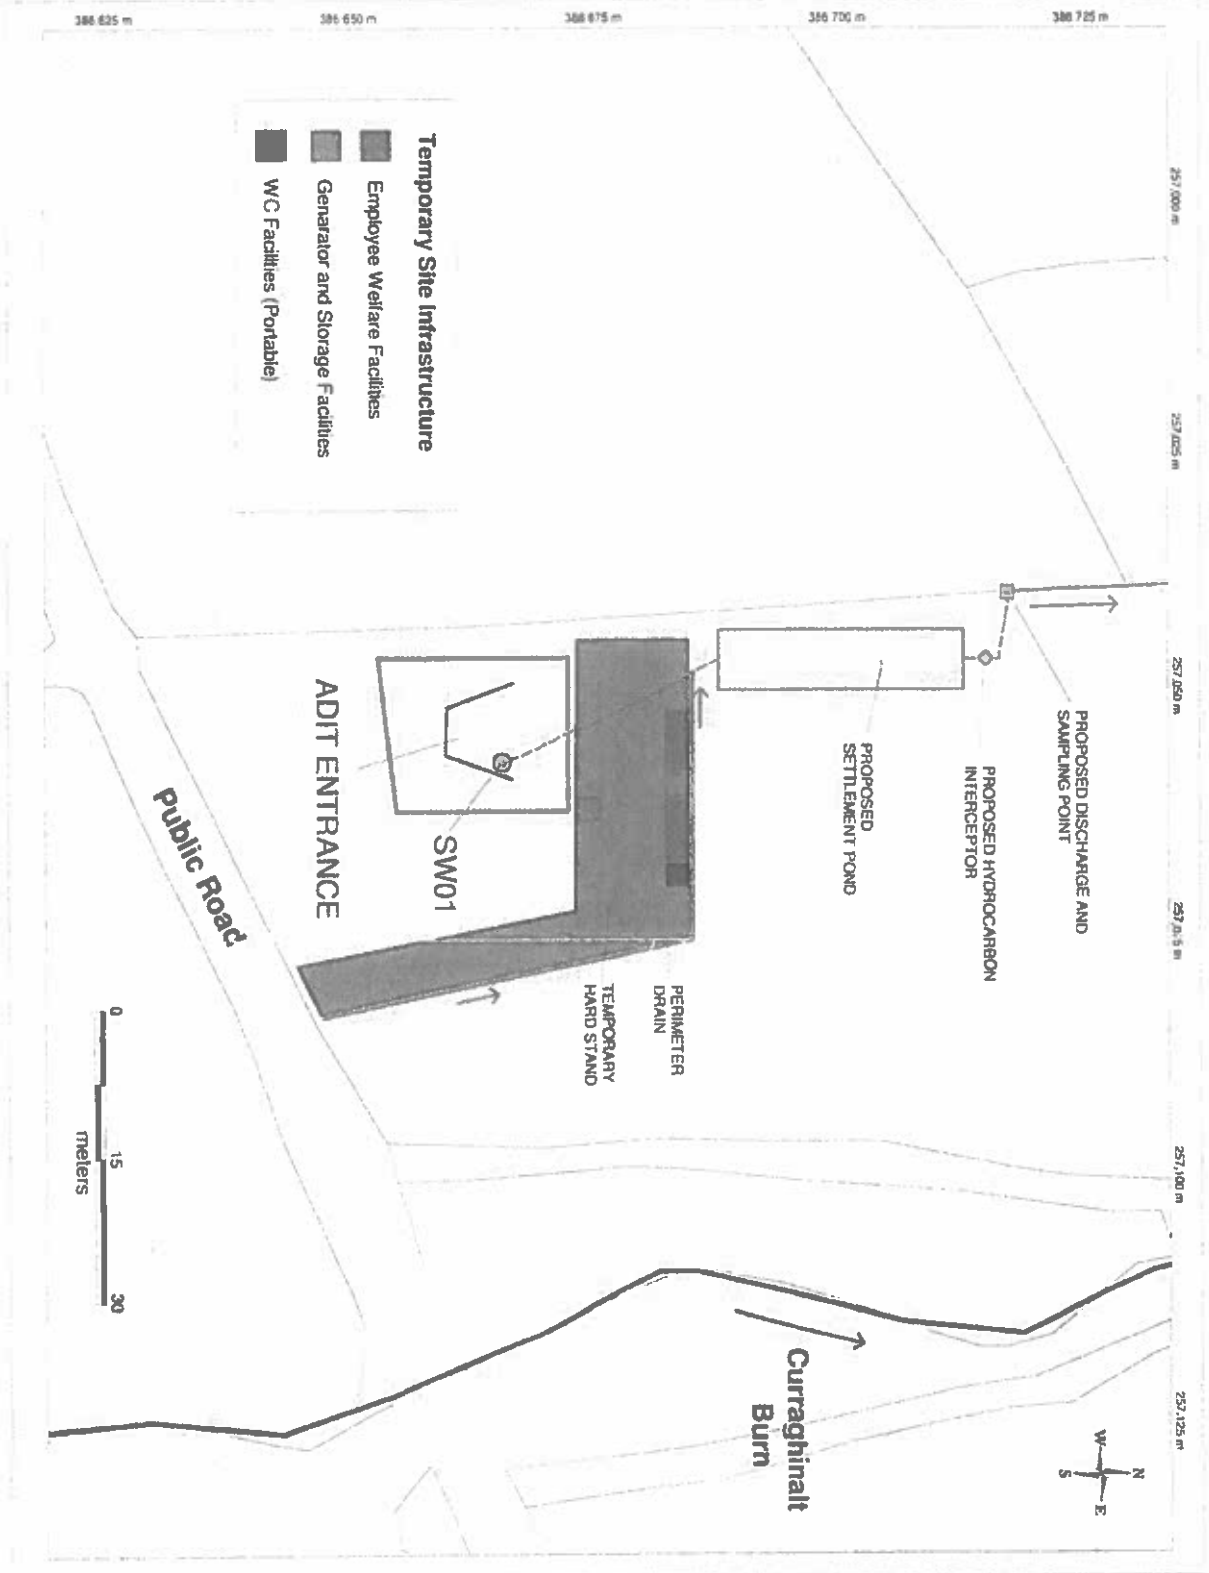 386 625 m
386 650 m
386 675 m
386 700 m
386 725 m
257,000 m
257,025 m
257,050 m
257,100 m
257,125 m
Temporary Site Infrastructure
Employee Welfare Facilities
Genarator and Storage Facilities
WC Facilities (Portable)
PROPOSED DISCHARGE AND
SAMPLING POINT
PROPOSED HYDROCARBON
INTERCEPTOR
PROPOSED
SETTLEMENT POND
PERIMETER
DRAIN
TEMPORARY
HARD STAND
SW01
ADIT ENTRANCE
Public Road
Curraghinalt
Burn
N
W
E
S
0
15
30
meters